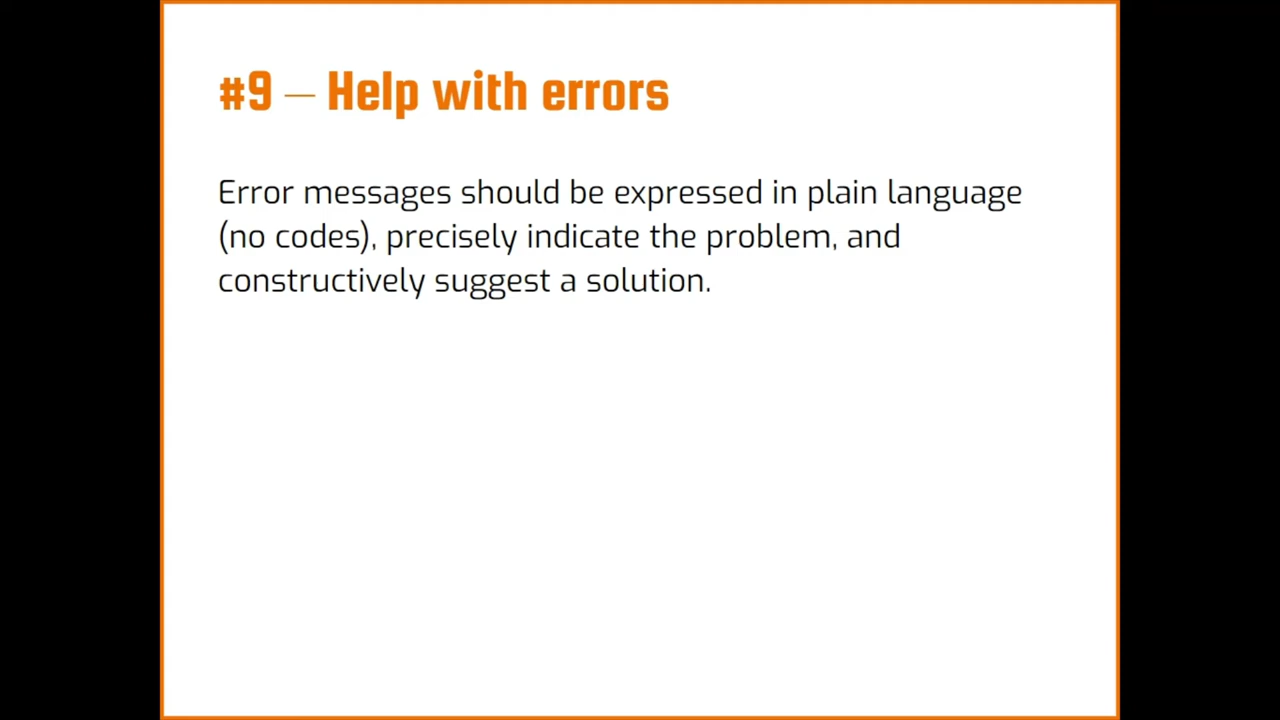 #9 — Help with errors
Error messages should be expressed in plain language
(no codes), precisely indicate the problem, and
constructively suggest a solution.